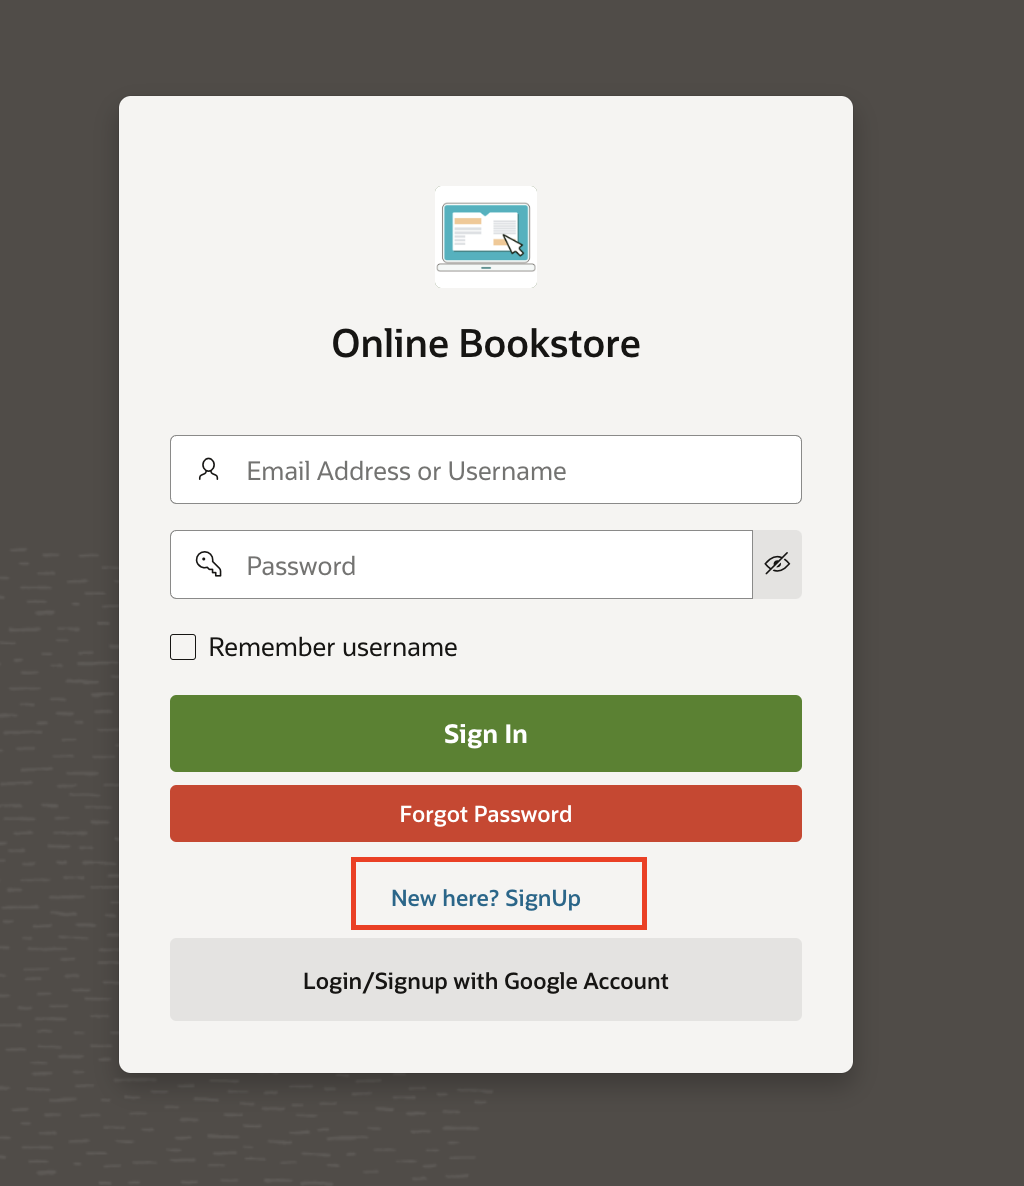 Online Bookstore
Email Address or Username
Password
Remember username
Sign In
Forgot Password
New here? SignUp
Login/Signup with Google Account